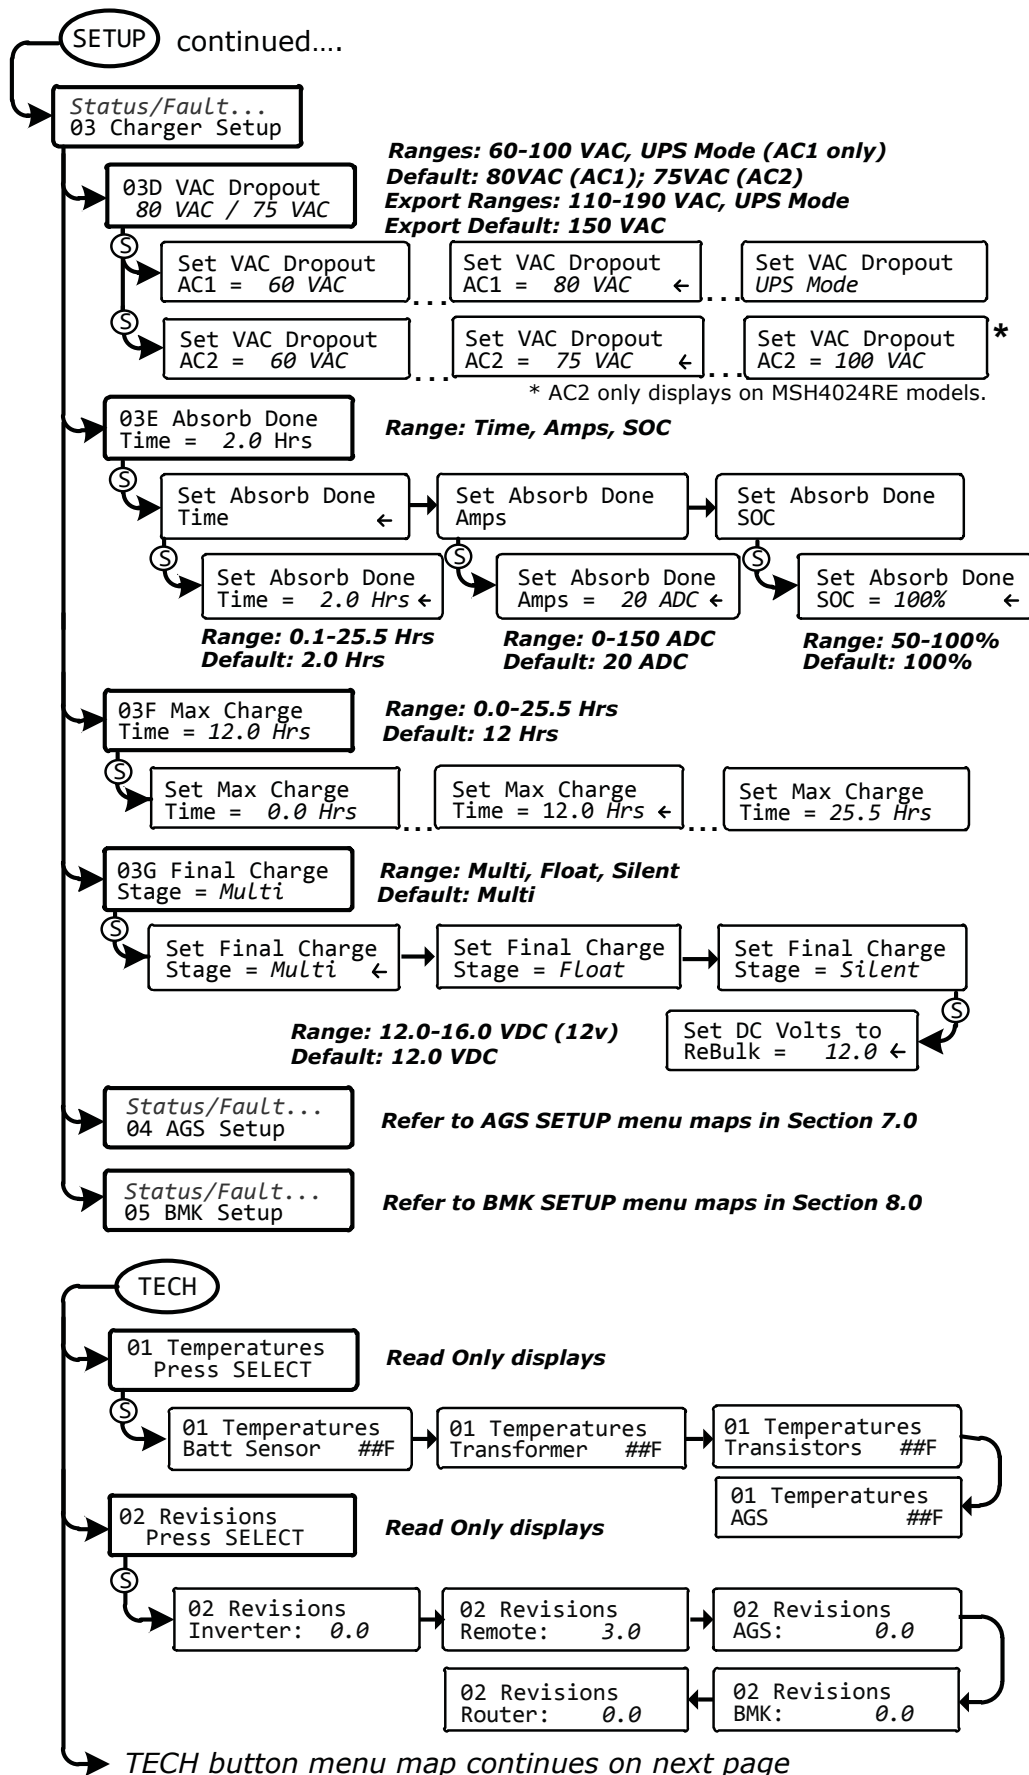 SETUP continued....
Status/Fault...
03 Charger Setup
Ranges: 60-100 VAC, UPS Mode (AC1 only)
Default: 80VAC (AC1); 75VAC (AC2)
Export Ranges: 110-190 VAC, UPS Mode
Export Default: 150 VAC
03D VAC Dropout
80 VAC / 75 VAC
S
Set VAC Dropout
AC1 = 60 VAC
...
Set VAC Dropout
AC1 = 80 VAC ←
...
Set VAC Dropout
UPS Mode
S
Set VAC Dropout
AC2 = 60 VAC
...
Set VAC Dropout
AC2 = 75 VAC ←
...
Set VAC Dropout
AC2 = 100 VAC
*
* AC2 only displays on MSH4024RE models.
03E Absorb Done
Time = 2.0 Hrs
Range: Time, Amps, SOC
S
Set Absorb Done
Time ←
Set Absorb Done
Amps
Set Absorb Done
SOC
S
Set Absorb Done
Time = 2.0 Hrs ←
S
Set Absorb Done
Amps = 20 ADC ←
S
Set Absorb Done
SOC = 100% ←
Range: 0.1-25.5 Hrs
Default: 2.0 Hrs
Range: 0-150 ADC
Default: 20 ADC
Range: 50-100%
Default: 100%
03F Max Charge
Time = 12.0 Hrs
Range: 0.0-25.5 Hrs
Default: 12 Hrs
S
Set Max Charge
Time = 0.0 Hrs
...
Set Max Charge
Time = 12.0 Hrs ←
...
Set Max Charge
Time = 25.5 Hrs
03G Final Charge
Stage = Multi
Range: Multi, Float, Silent
Default: Multi
S
Set Final Charge
Stage = Multi ←
Set Final Charge
Stage = Float
Set Final Charge
Stage = Silent
S
Range: 12.0-16.0 VDC (12v)
Default: 12.0 VDC
Set DC Volts to
ReBulk = 12.0 ←
Status/Fault...
04 AGS Setup
Refer to AGS SETUP menu maps in Section 7.0
Status/Fault...
05 BMK Setup
Refer to BMK SETUP menu maps in Section 8.0
TECH
01 Temperatures
Press SELECT
Read Only displays
S
01 Temperatures
Batt Sensor ##F
01 Temperatures
Transformer ##F
01 Temperatures
Transistors ##F
01 Temperatures
AGS ##F
02 Revisions
Press SELECT
Read Only displays
S
02 Revisions
Inverter: 0.0
02 Revisions
Remote: 3.0
02 Revisions
AGS: 0.0
02 Revisions
Router: 0.0
02 Revisions
BMK: 0.0
TECH button menu map continues on next page